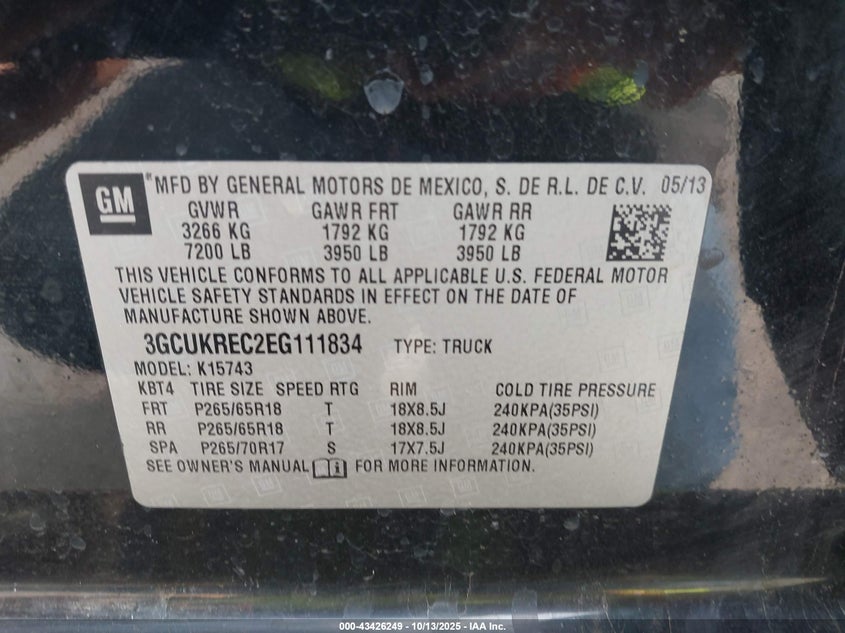 GM
MFD BY GENERAL MOTORS DE MEXICO, S. DE R.L. DE C.V. 05/13
GVWR GAWR FRT GAWR RR
3266 KG 1792 KG 1792 KG
7200 LB 3950 LB 3950 LB
THIS VEHICLE CONFORMS TO ALL APPLICABLE U.S. FEDERAL MOTOR
VEHICLE SAFETY STANDARDS IN EFFECT ON THE DATE OF
MANUFACTURE SHOWN ABOVE.
3GCUKREC2EG111834 TYPE: TRUCK
MODEL: K15743
KBT4 TIRE SIZE SPEED RTG RIM COLD TIRE PRESSURE
FRT P265/65R18 T 18X8.5J 240KPA(35PSI)
RR P265/65R18 T 18X8.5J 240KPA(35PSI)
SPA P265/70R17 S 17X7.5J 240KPA(35PSI)
SEE OWNER'S MANUAL FOR MORE INFORMATION.
000-43426249 - 10/13/2025 - IAA Inc.